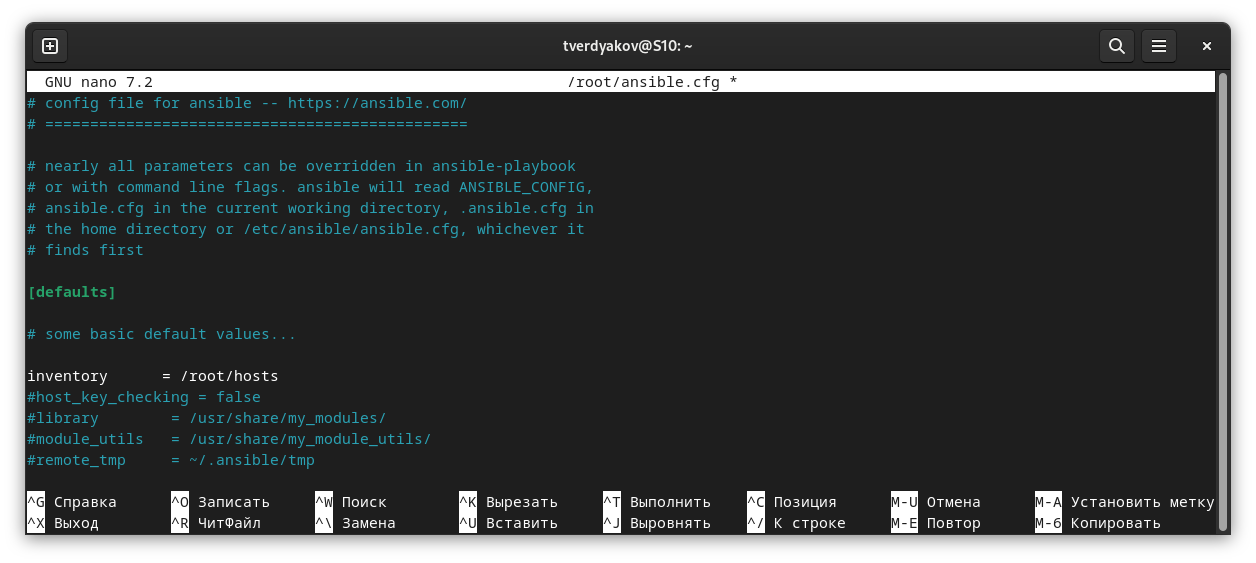 tverdyakov@S10: ~
GNU nano 7.2 /root/ansible.cfg *
# config file for ansible -- https://ansible.com/
# ===============================================
# nearly all parameters can be overridden in ansible-playbook
# or with command line flags. ansible will read ANSIBLE_CONFIG,
# ansible.cfg in the current working directory, .ansible.cfg in
# the home directory or /etc/ansible/ansible.cfg, whichever it
# finds first
[defaults]
# some basic default values...
inventory      = /root/hosts
#host_key_checking = false
#library        = /usr/share/my_modules/
#module_utils   = /usr/share/my_module_utils/
#remote_tmp     = ~/.ansible/tmp
^G Справка ^O Записать ^W Поиск ^K Вырезать ^T Выполнить ^C Позиция M-U Отмена M-A Установить метку
^X Выход ^R ЧитФайл ^\ Замена ^U Вставить ^J Выровнять ^/ К строке M-E Повтор M-6 Копировать